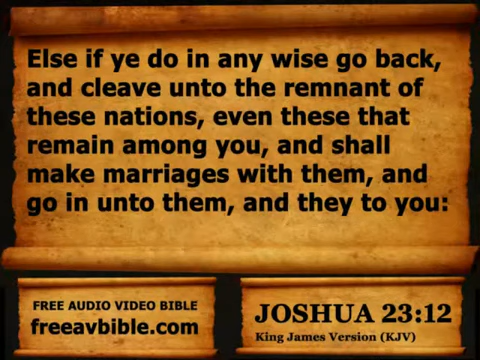 Else if ye do in any wise go back,
and cleave unto the remnant of
these nations, even these that
remain among you, and shall
make marriages with them, and
go in unto them, and they to you:
FREE AUDIO VIDEO BIBLE
freeavbible.com
JOSHUA 23:12
King James Version (KJV)